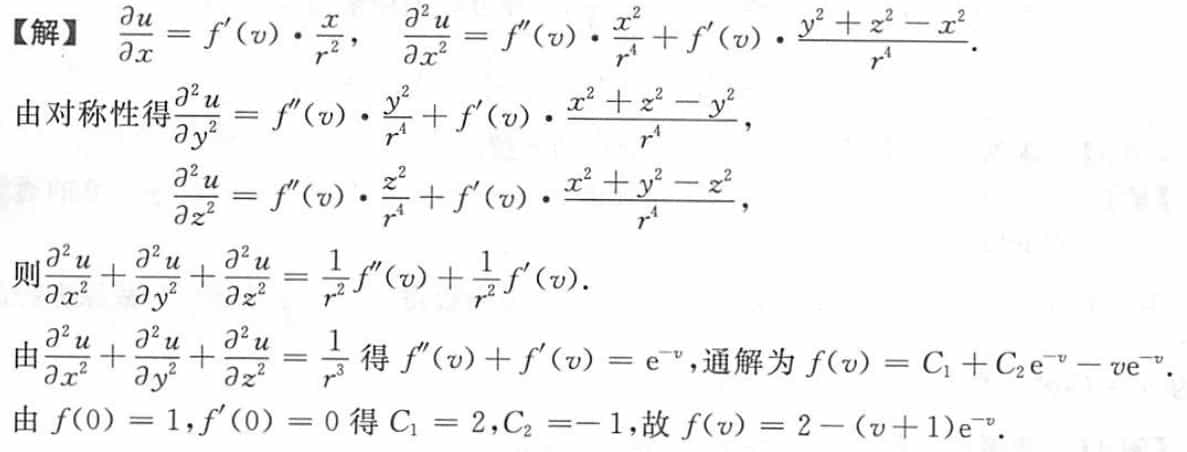 【解】 ∂u/∂x = f′(v)·x/r², ∂²u/∂x² = f″(v)·x²/r⁴ + f′(v)·(y² + z² − x²)/r⁴.
由对称性得∂²u/∂y² = f″(v)·y²/r⁴ + f′(v)·(x² + z² − y²)/r⁴,
∂²u/∂z² = f″(v)·z²/r⁴ + f′(v)·(x² + y² − z²)/r⁴,
则∂²u/∂x² + ∂²u/∂y² + ∂²u/∂z² = 1/r² f″(v) + 1/r² f′(v).
由∂²u/∂x² + ∂²u/∂y² + ∂²u/∂z² = 1/r³ 得 f″(v) + f′(v) = e⁻ᵛ,通解为 f(v) = C₁ + C₂e⁻ᵛ − ve⁻ᵛ.
由 f(0) = 1,f′(0) = 0 得 C₁ = 2,C₂ =− 1,故 f(v) = 2 − (v+1)e⁻ᵛ.